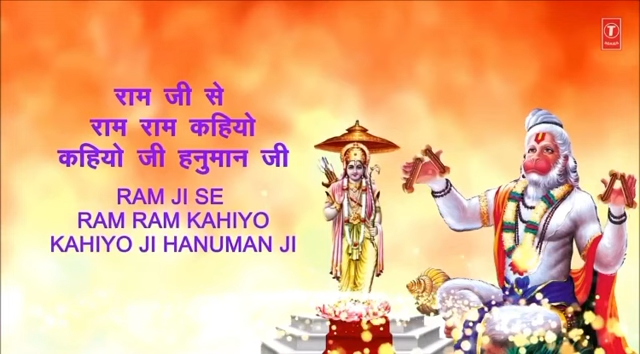 राम जी से
राम राम कहियो
कहियो जी हनुमान जी
RAM JI SE
RAM RAM KAHIYO
KAHIYO JI HANUMAN JI
T